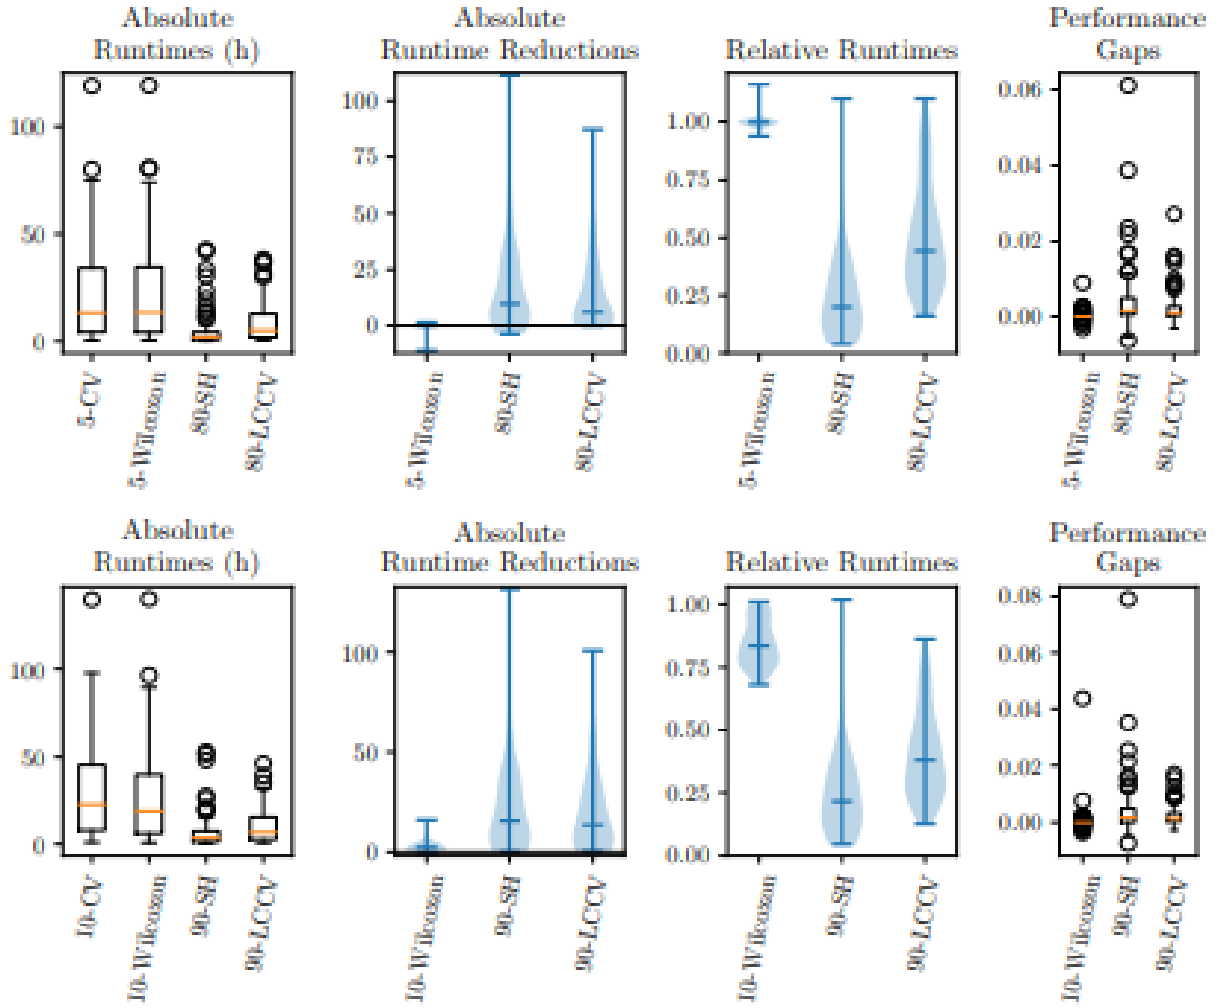 Absolute
Runtimes (h)
Absolute
Runtime Reductions
Relative Runtimes
Performance
Gaps
100
50
0
100
75
50
25
0
1.00
0.75
0.50
0.25
0.00
0.06
0.04
0.02
0.00
5-CV
5-Wilcoxon
80-SH
80-LCCV
5-Wilcoxon
80-SH
80-LCCV
5-Wilcoxon
80-SH
80-LCCV
5-Wilcoxon
80-SH
80-LCCV
Absolute
Runtimes (h)
Absolute
Runtime Reductions
Relative Runtimes
Performance
Gaps
100
50
0
100
50
0
1.00
0.75
0.50
0.25
0.00
0.08
0.06
0.04
0.02
0.00
10-CV
10-Wilcoxon
90-SH
90-LCCV
10-Wilcoxon
90-SH
90-LCCV
10-Wilcoxon
90-SH
90-LCCV
10-Wilcoxon
90-SH
90-LCCV